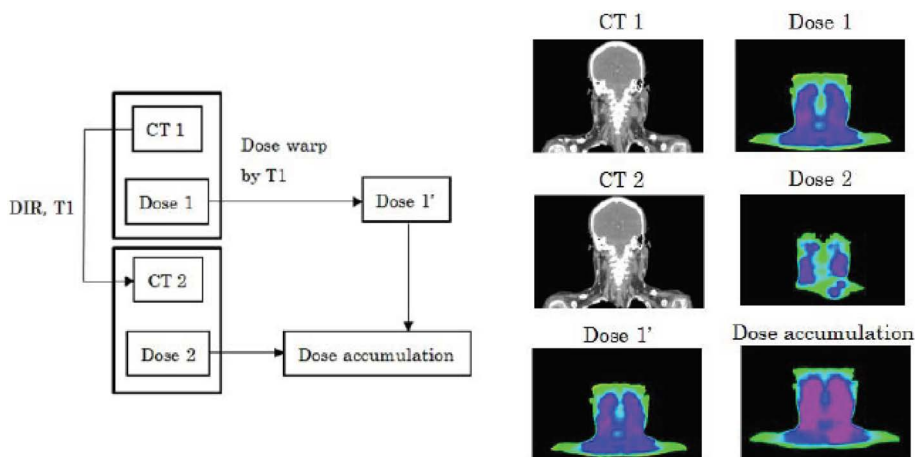 CT 1
Dose 1
DIR, T1
CT 2
Dose 2
Dose warp
by T1
Dose 1'
Dose accumulation
CT 1
Dose 1
CT 2
Dose 2
Dose 1'
Dose accumulation